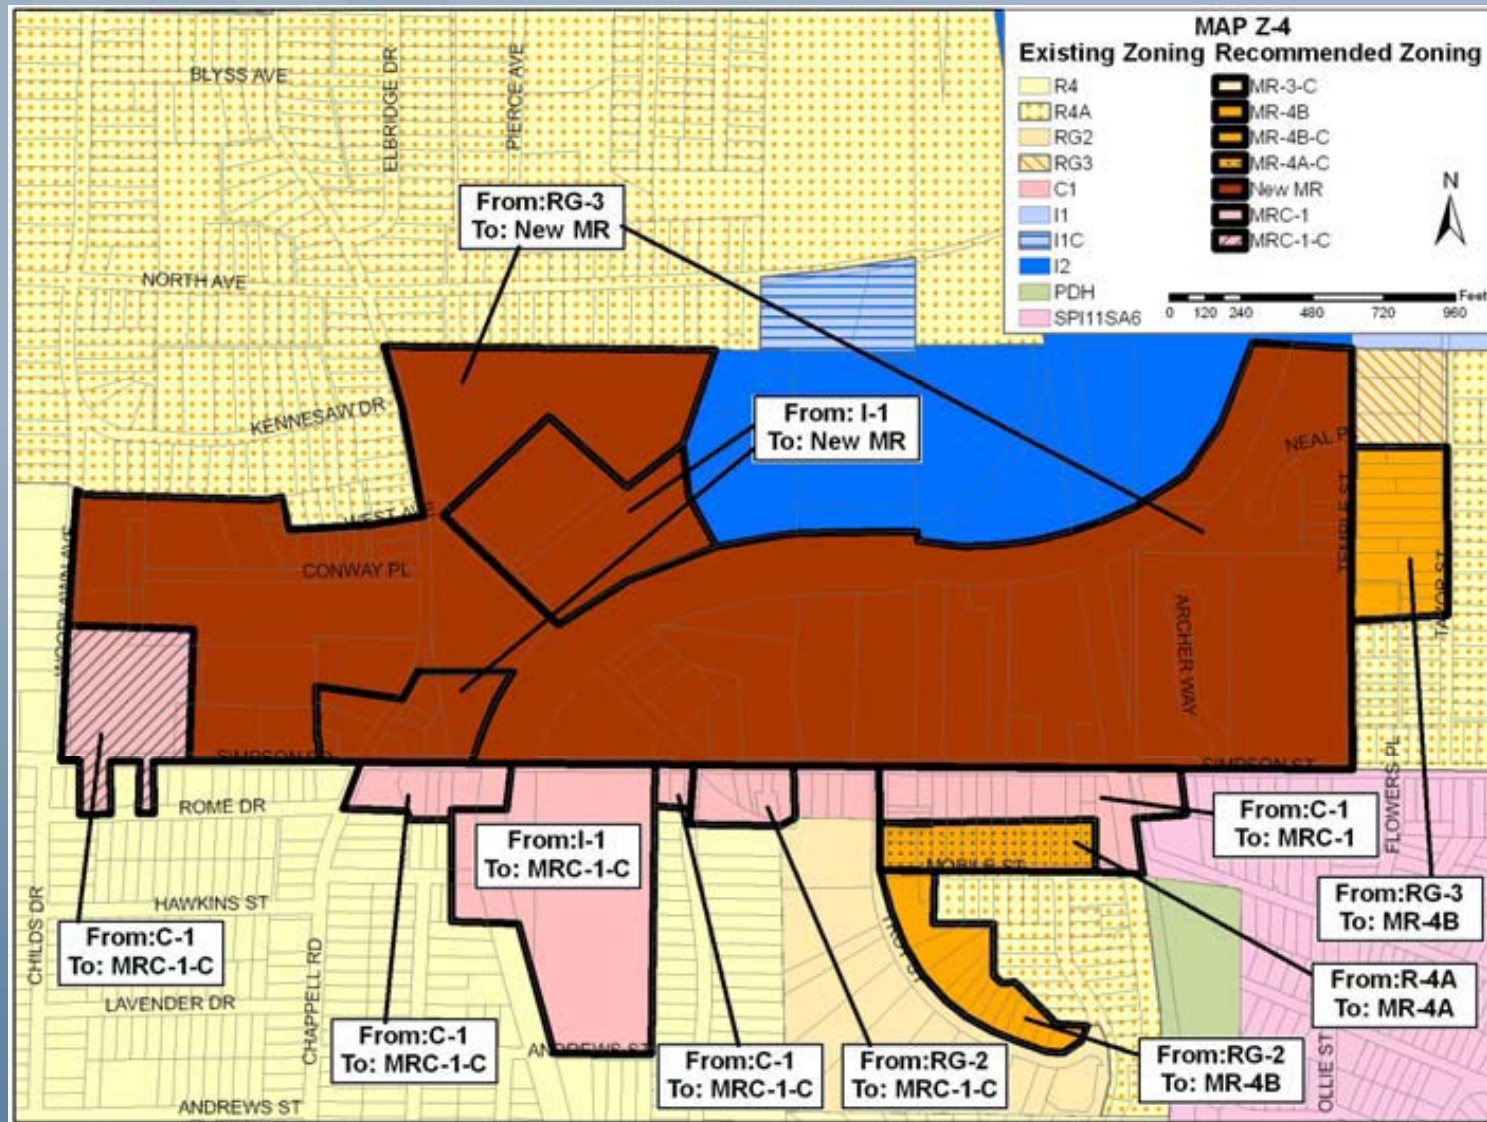 MAP Z-4
Existing Zoning Recommended Zoning
R4
R4A
RG2
RG3
C1
I1
I1C
I2
PDH
SPI11SA6
MR-3-C
MR-4B
MR-4B-C
MR-4A-C
New MR
MRC-1
MRC-1-C
N
Feet
0 120 240 480 720 960
BLYSS AVE
ELBRIDGE DR
PIERCE AVE
From:RG-3
To: New MR
NORTH AVE
KENNESAW DR
From: I-1
To: New MR
NEAL
WEST AVE
CONWAY PL
WOODLAWN AVE
TEMPLE ST
ARCHER WAY
SIMPSON
SIMPSON ST
FLOWERS PL
ROME DR
From:I-1
To: MRC-1-C
From:C-1
To: MRC-1
MOBILE ST
From:RG-3
To: MR-4B
HAWKINS ST
CHILDS DR
From:C-1
To: MRC-1-C
CHAPPELL RD
LAVENDER DR
From:R-4A
To: MR-4A
From:C-1
To: MRC-1-C
ANDREWS ST
From:C-1
To: MRC-1-C
From:RG-2
To: MRC-1-C
From:RG-2
To: MR-4B
OLLIE ST
ANDREWS ST